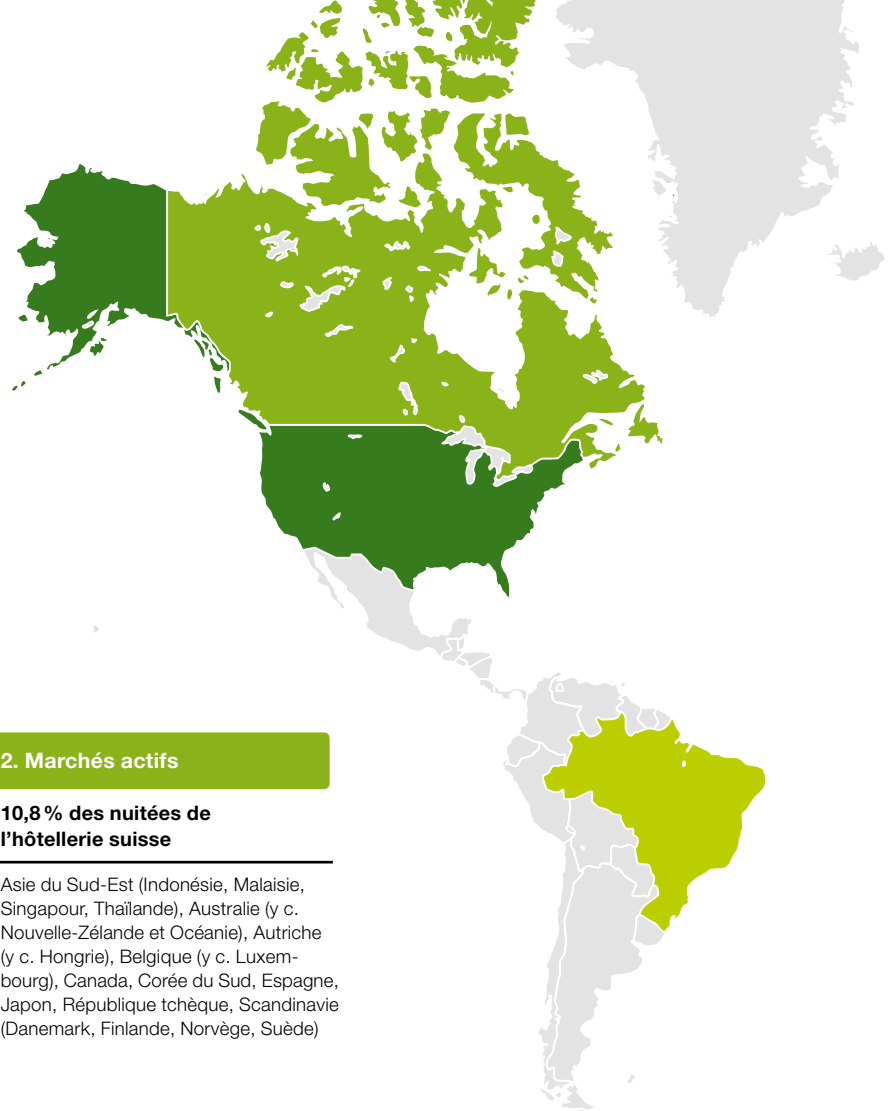 2. Marchés actifs
10,8 % des nuitées de
l’hôtellerie suisse
Asie du Sud-Est (Indonésie, Malaisie,
Singapour, Thaïlande), Australie (y c.
Nouvelle-Zélande et Océanie), Autriche
(y c. Hongrie), Belgique (y c. Luxem-
bourg), Canada, Corée du Sud, Espagne,
Japon, République tchèque, Scandinavie
(Danemark, Finlande, Norvège, Suède)